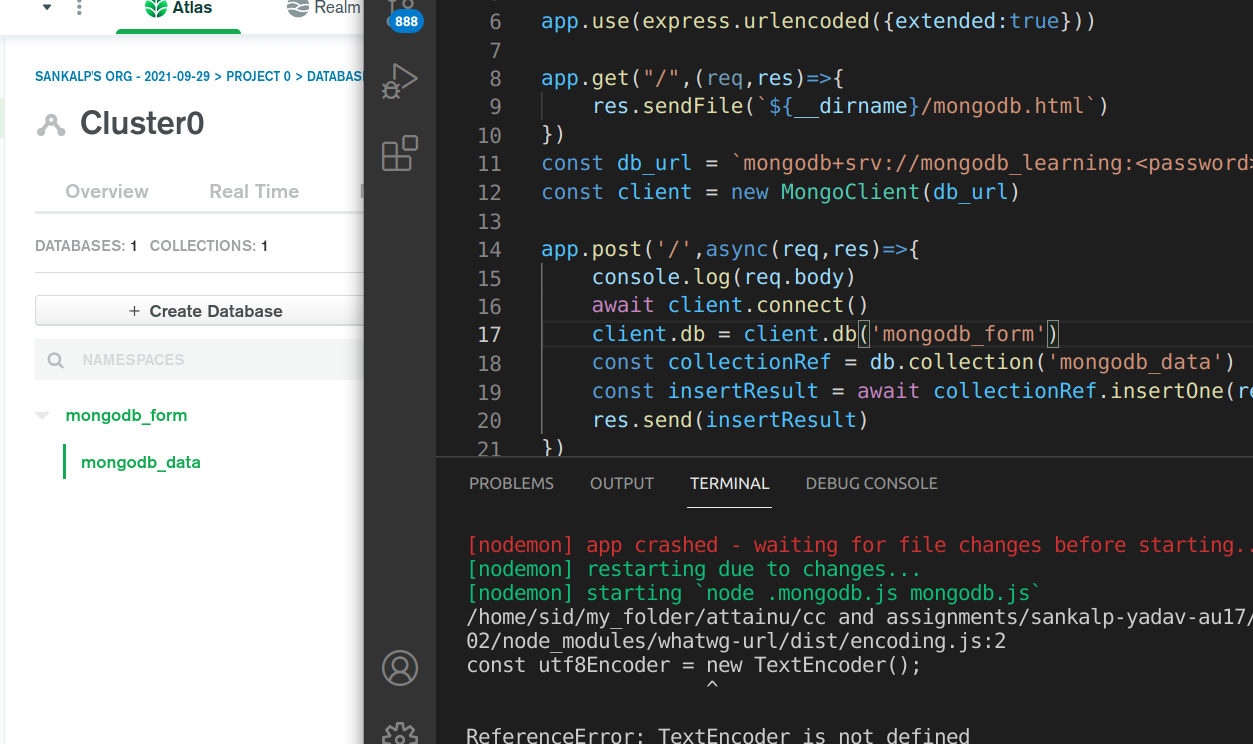 Atlas
Realm
SANKALP'S ORG - 2021-09-29 > PROJECT 0 > DATABAS
Cluster0
Overview
Real Time
DATABASES: 1 COLLECTIONS: 1
+ Create Database
NAMESPACES
mongodb_form
mongodb_data
888
6 app.use(express.urlencoded({extended:true}))
7
8 app.get("/",(req,res)=>{
9 res.sendFile(`${__dirname}/mongodb.html`)
10 })
11 const db_url = `mongodb+srv://mongodb_learning:<password>
12 const client = new MongoClient(db_url)
13
14 app.post('/',async(req,res)=>{
15 console.log(req.body)
16 await client.connect()
17 client.db = client.db('mongodb_form')
18 const collectionRef = db.collection('mongodb_data')
19 const insertResult = await collectionRef.insertOne(re
20 res.send(insertResult)
21 })
PROBLEMS OUTPUT TERMINAL DEBUG CONSOLE
[nodemon] app crashed - waiting for file changes before starting..
[nodemon] restarting due to changes...
[nodemon] starting `node .mongodb.js mongodb.js`
/home/sid/my_folder/attainu/cc and assignments/sankalp-yadav-au17/
02/node_modules/whatwg-url/dist/encoding.js:2
const utf8Encoder = new TextEncoder();
^
ReferenceError: TextEncoder is not defined